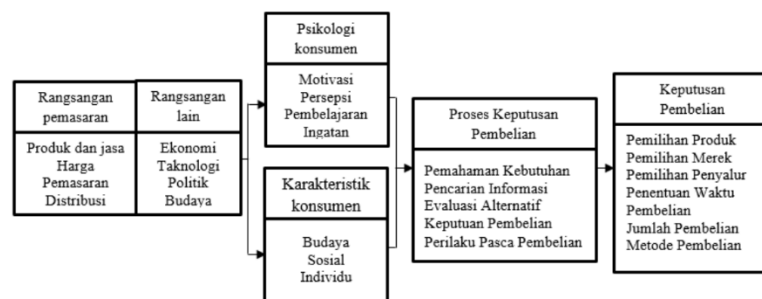 Rangsangan
pemasaran
Produk dan jasa
Harga
Pemasaran
Distribusi
Rangsangan
lain
Ekonomi
Taknologi
Politik
Budaya
Psikologi
konsumen
Motivasi
Persepsi
Pembelajaran
Ingatan
Karakteristik
konsumen
Budaya
Sosial
Individu
Proses Keputusan
Pembelian
Pemahaman Kebutuhan
Pencarian Informasi
Evaluasi Alternatif
Keputuan Pembelian
Perilaku Pasca Pembelian
Keputusan
Pembelian
Pemilihan Produk
Pemilihan Merek
Pemilihan Penyalur
Penentuan Waktu
Pembelian
Jumlah Pembelian
Metode Pembelian